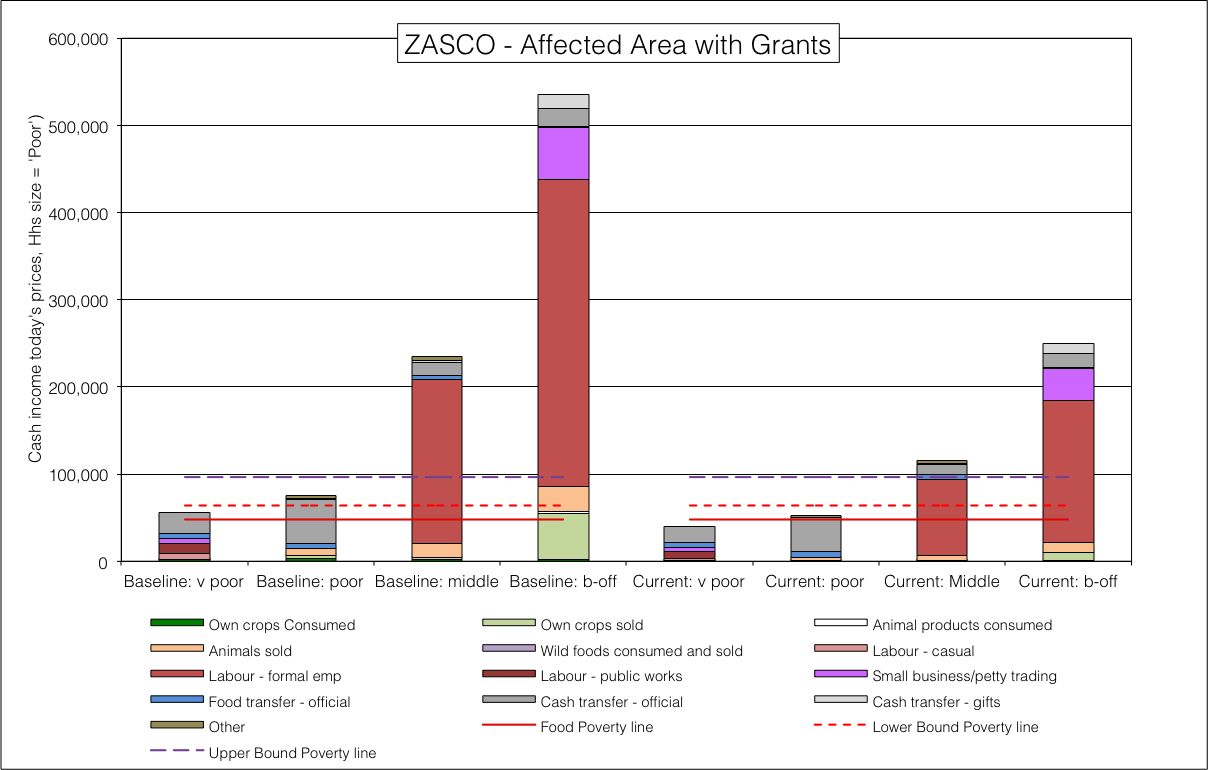 ZASCO - Affected Area with Grants
Cash income today's prices, Hhs size = 'Poor')
600,000
500,000
400,000
300,000
200,000
100,000
0
Baseline: v poor
Baseline: poor
Baseline: middle
Baseline: b-off
Current: v poor
Current: poor
Current: Middle
Current: b-off
Own crops Consumed
Own crops sold
Animal products consumed
Animals sold
Wild foods consumed and sold
Labour - casual
Labour - formal emp
Labour - public works
Small business/petty trading
Food transfer - official
Cash transfer - official
Cash transfer - gifts
Other
Food Poverty line
Lower Bound Poverty line
Upper Bound Poverty line